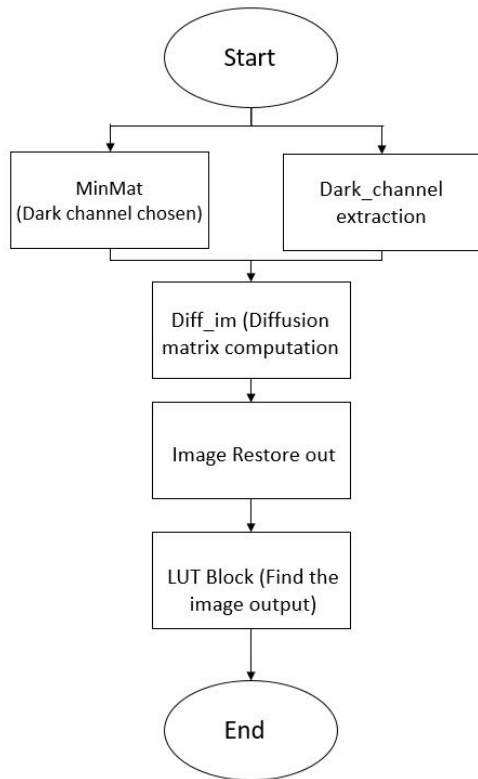 Start
MinMat
(Dark channel chosen)
Dark_channel
extraction
Diff_im (Diffusion
matrix computation
Image Restore out
LUT Block (Find the
image output)
End